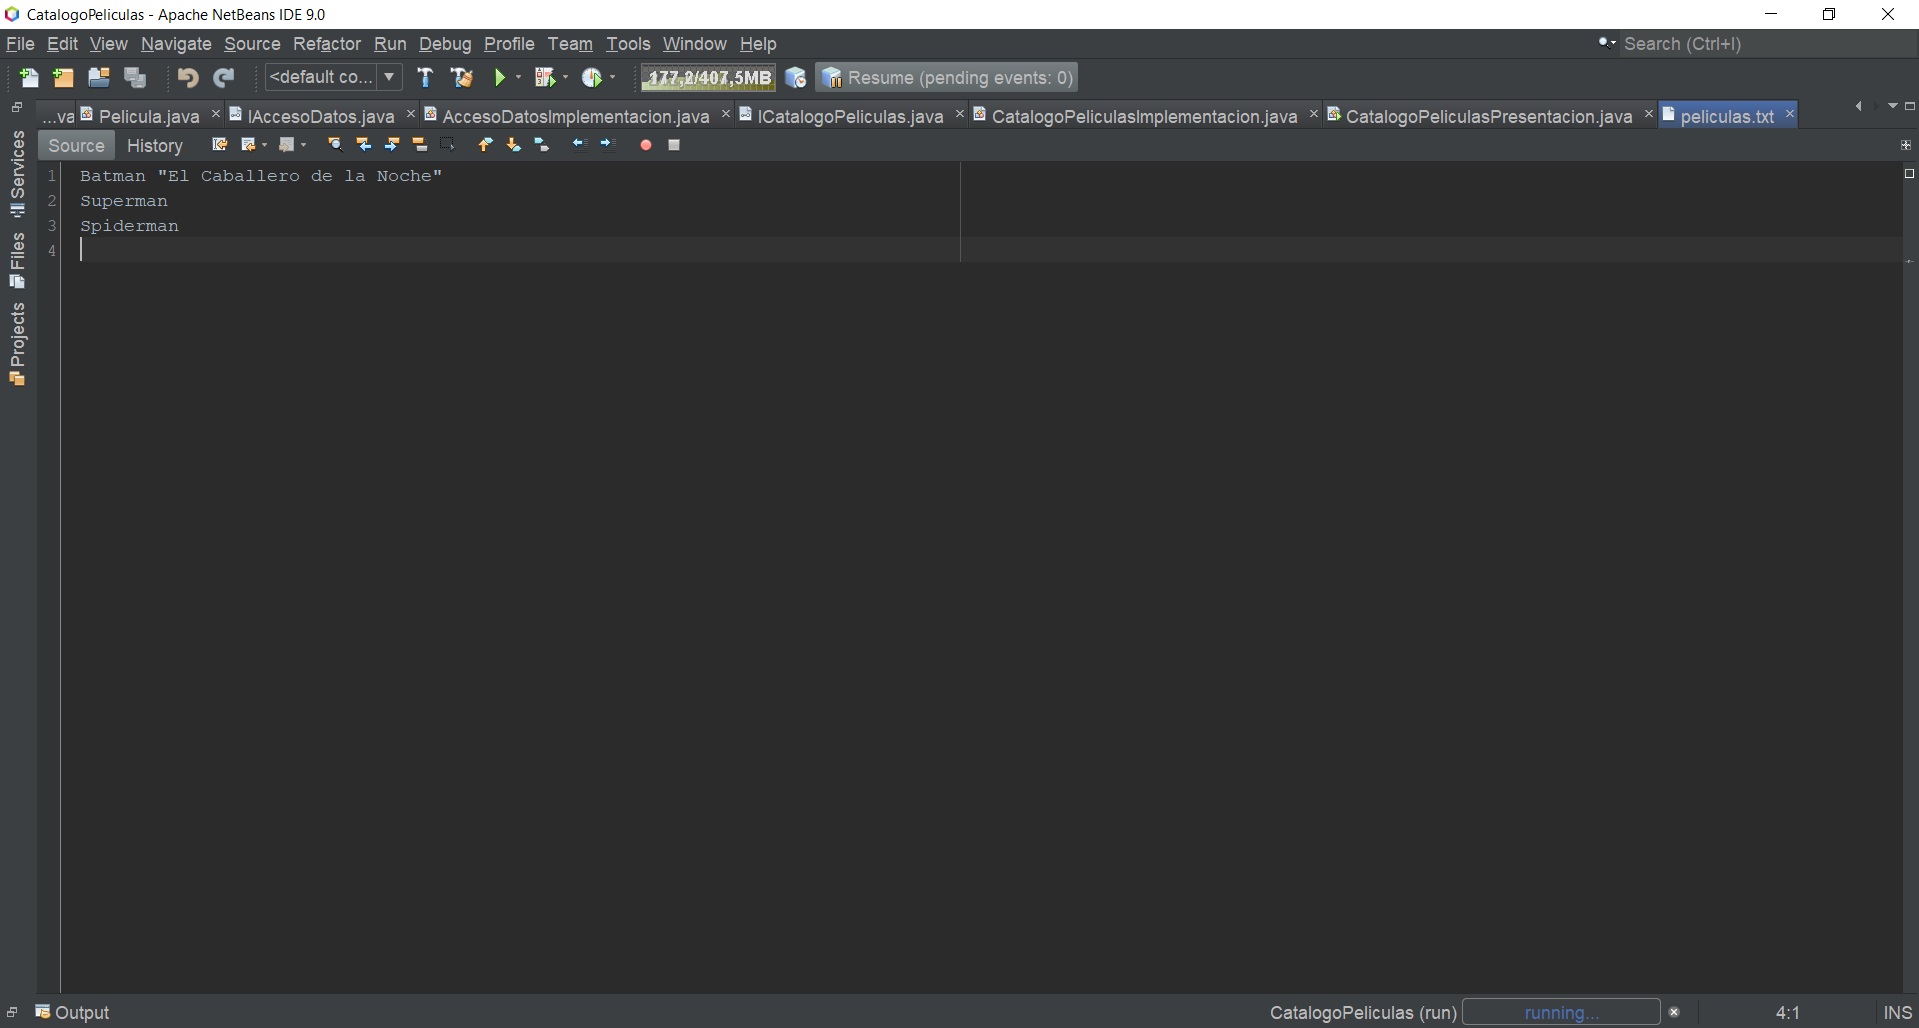 CatalogoPeliculas - Apache NetBeans IDE 9.0
File Edit View Navigate Source Refactor Run Debug Profile Team Tools Window Help
Search (Ctrl+I)
<default co... 177,2/407,5MB Resume (pending events: 0)
...va Pelicula.java IAccesoDatos.java AccesoDatosImplementacion.java ICatalogoPeliculas.java CatalogoPeliculasImplementacion.java CatalogoPeliculasPresentacion.java peliculas.txt
Source History
Services
Files
Projects
1 Batman "El Caballero de la Noche"
2 Superman
3 Spiderman
4
Output CatalogoPeliculas (run) running... 4:1 INS